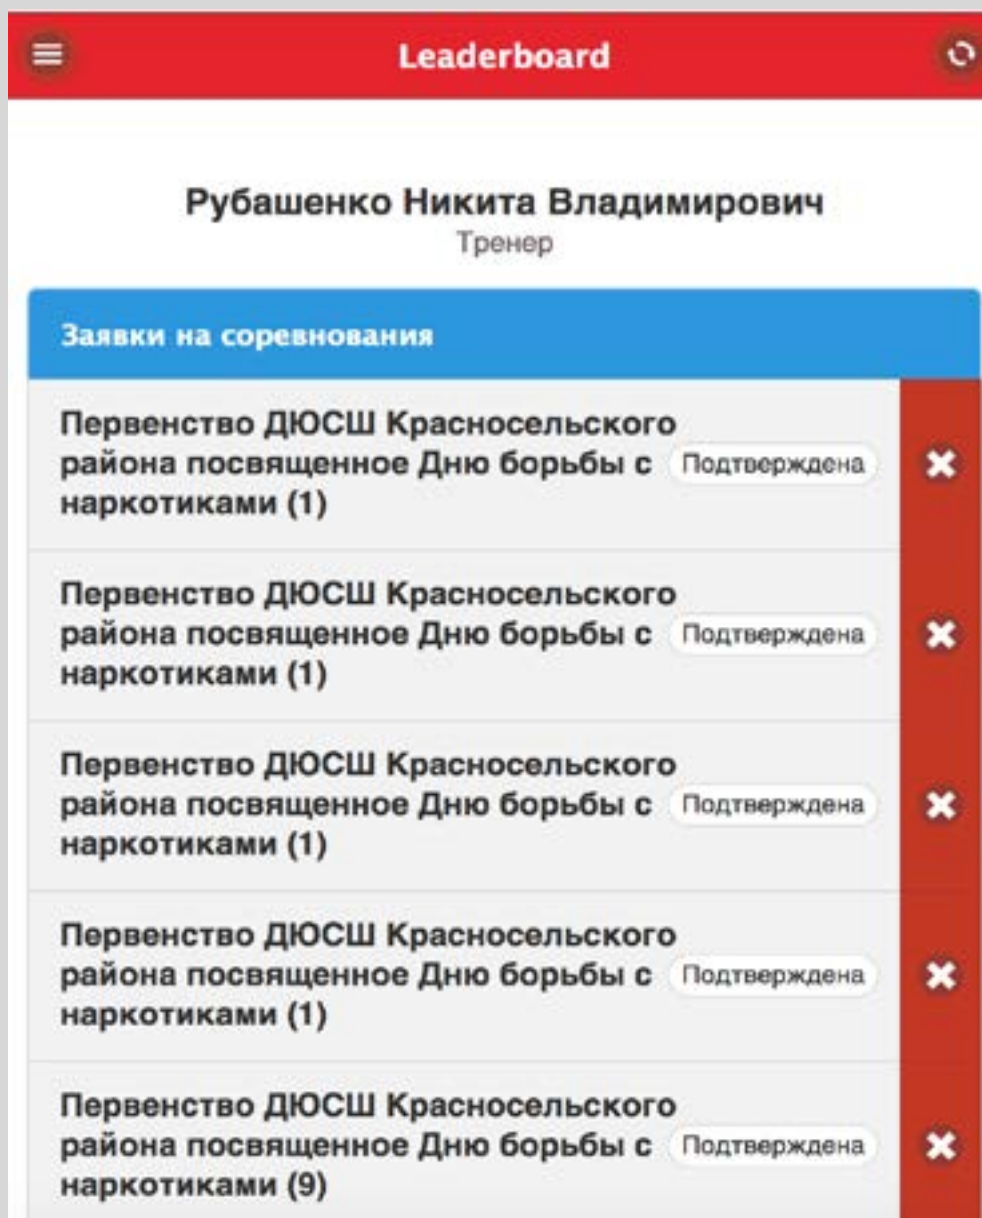 Leaderboard
Рубашенко Никита Владимирович
Тренер
Заявки на соревнования
Первенство ДЮСШ Красносельского
района посвященное Дню борьбы с Подтверждена
наркотиками (1)
Первенство ДЮСШ Красносельского
района посвященное Дню борьбы с Подтверждена
наркотиками (1)
Первенство ДЮСШ Красносельского
района посвященное Дню борьбы с Подтверждена
наркотиками (1)
Первенство ДЮСШ Красносельского
района посвященное Дню борьбы с Подтверждена
наркотиками (1)
Первенство ДЮСШ Красносельского
района посвященное Дню борьбы с Подтверждена
наркотиками (9)